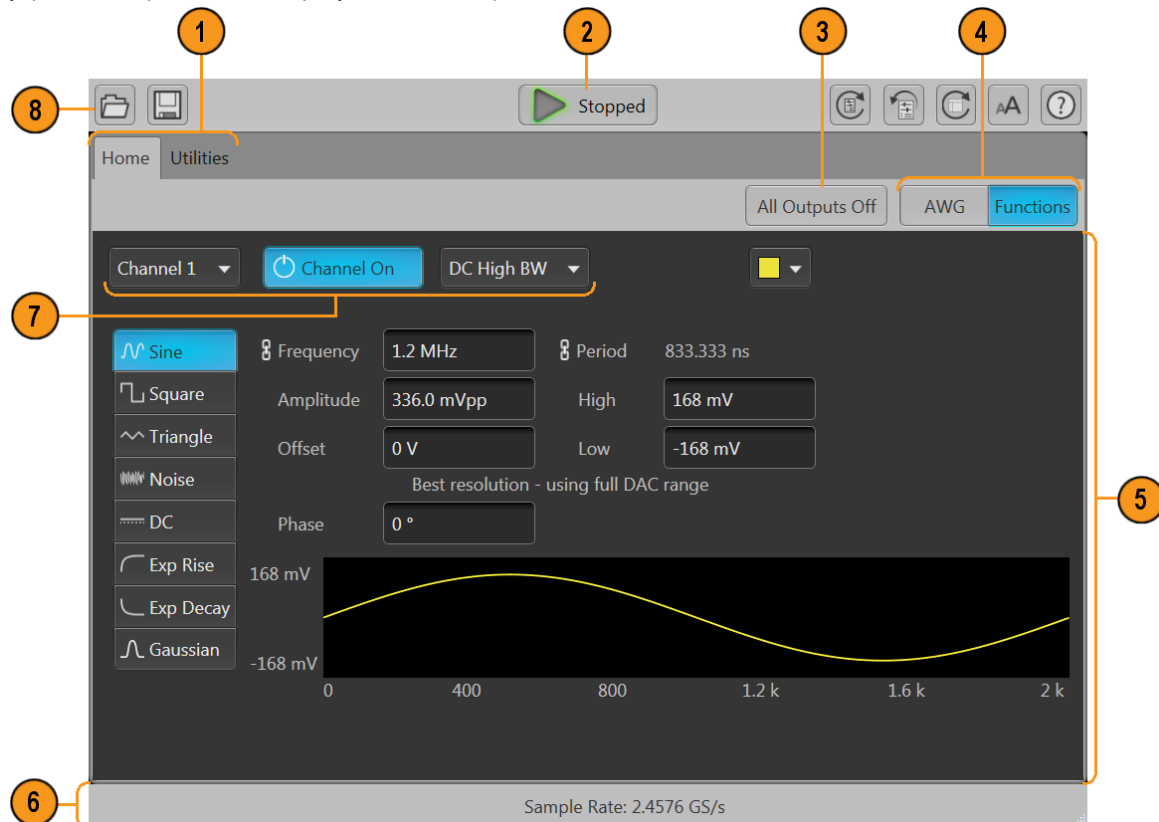 1
2
3
4
8
Stopped
AA
?
Home Utilities
All Outputs Off
AWG Functions
Channel 1
Channel On
DC High BW
7
Sine
Frequency 1.2 MHz
Period 833.333 ns
Square
Amplitude 336.0 mVpp
High 168 mV
Triangle
Offset 0 V
Low -168 mV
Noise
Best resolution - using full DAC range
5
DC
Phase 0 °
Exp Rise
168 mV
Exp Decay
Gaussian
-168 mV
0 400 800 1.2 k 1.6 k 2 k
6
Sample Rate: 2.4576 GS/s